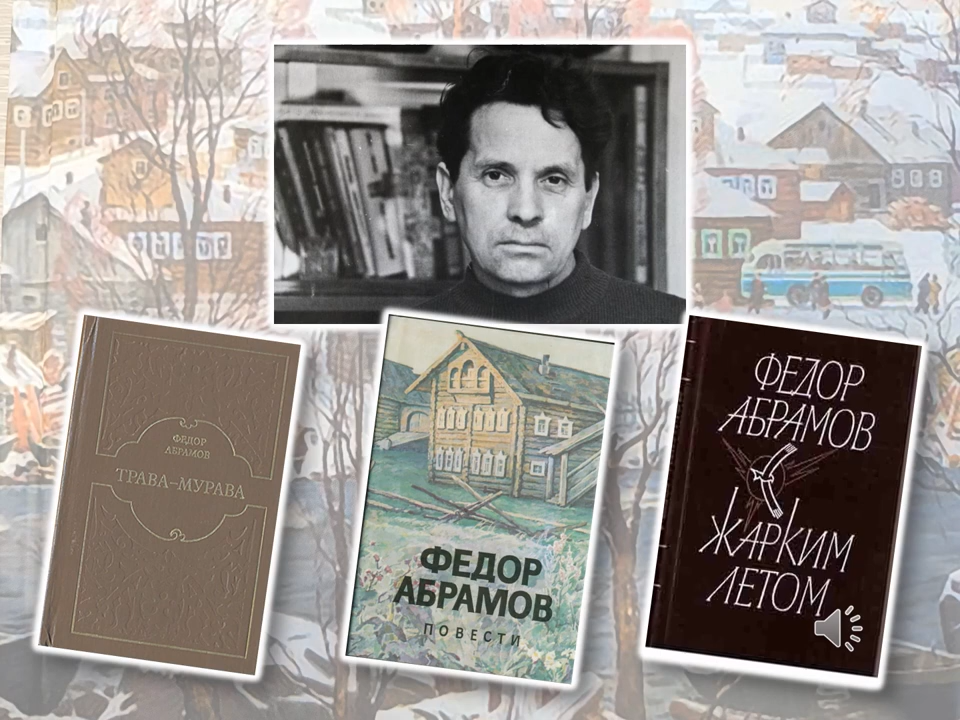 ФЕДОР
АБРАМОВ
ТРАВА–МУРАВА
ФЕДОР
АБРАМОВ
ПОВЕСТИ
ФЕДОР
АБРАМОВ
ЖАРКИМ
ЛЕТОМ